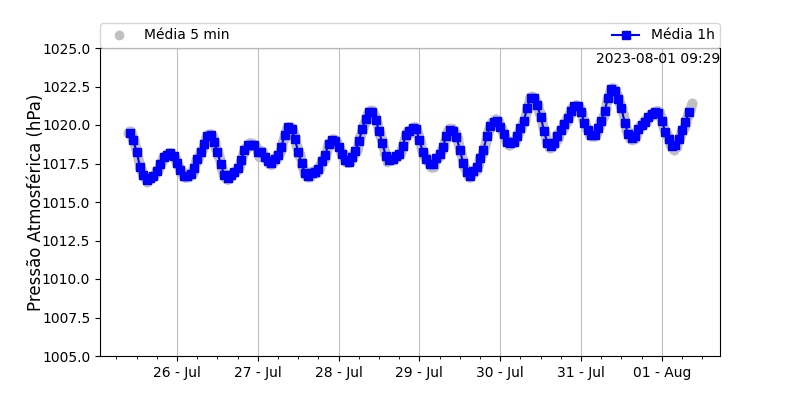 Média 5 min
Média 1h
2023-08-01 09:29
Pressão Atmosférica (hPa)
1025.0
1022.5
1020.0
1017.5
1015.0
1012.5
1010.0
1007.5
1005.0
26 - Jul
27 - Jul
28 - Jul
29 - Jul
30 - Jul
31 - Jul
01 - Aug